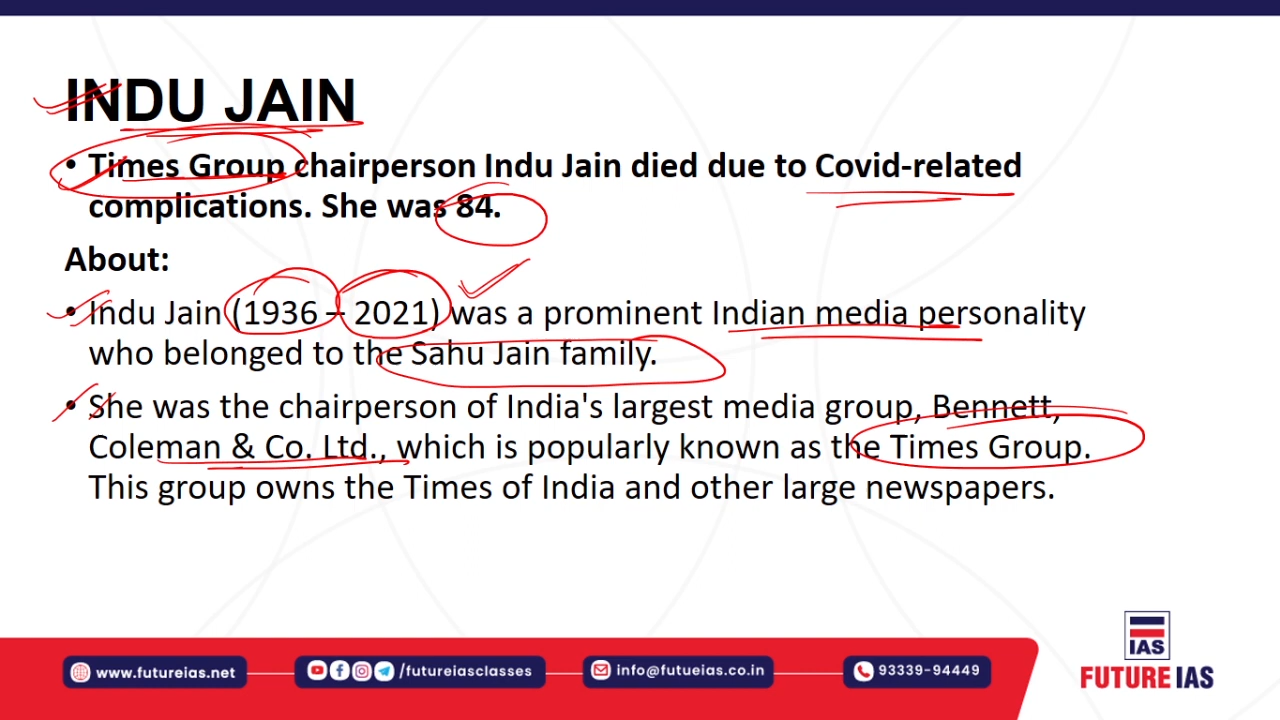 INDU JAIN
• Times Group chairperson Indu Jain died due to Covid-related
complications. She was 84.
About:
• Indu Jain (1936 – 2021) was a prominent Indian media personality
who belonged to the Sahu Jain family.
• She was the chairperson of India's largest media group, Bennett,
Coleman & Co. Ltd., which is popularly known as the Times Group.
This group owns the Times of India and other large newspapers.
IAS
FUTURE IAS
www.futureias.net
/futureiasclasses
info@futueias.co.in
93339-94449